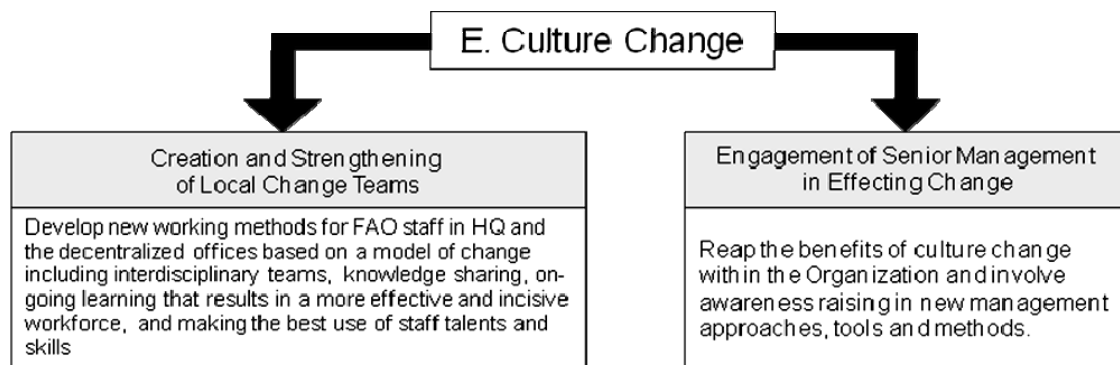 E. Culture Change
Creation and Strengthening
of Local Change Teams
Develop new working methods for FAO staff in HQ and
the decentralized offices based on a model of change
including interdisciplinary teams, knowledge sharing, on-
going learning that results in a more effective and incisive
workforce, and making the best use of staff talents and
skills
Engagement of Senior Management
in Effecting Change
Reap the benefits of culture change
with in the Organization and involve
awareness raising in new management
approaches, tools and methods.